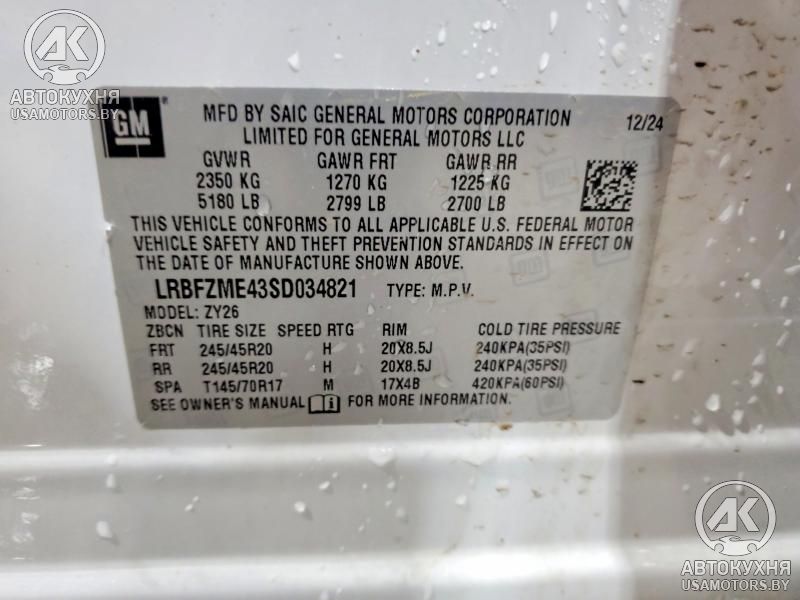 AK
АВТОКУХНЯ
USAMOTORS.BY
GM
MFD BY SAIC GENERAL MOTORS CORPORATION 12/24
LIMITED FOR GENERAL MOTORS LLC
GVWR GAWR FRT GAWR RR
2350 KG 1270 KG 1225 KG
5180 LB 2799 LB 2700 LB
THIS VEHICLE CONFORMS TO ALL APPLICABLE U.S. FEDERAL MOTOR
VEHICLE SAFETY AND THEFT PREVENTION STANDARDS IN EFFECT ON
THE DATE OF MANUFACTURE SHOWN ABOVE.
LRBFZME43SD034821 TYPE: M.P.V.
MODEL: ZY26
ZBCN TIRE SIZE SPEED RTG RIM COLD TIRE PRESSURE
FRT 245/45R20 H 20X8.5J 240KPA(35PSI)
RR 245/45R20 H 20X8.5J 240KPA(35PSI)
SPA T145/70R17 M 17X4B 420KPA(60PSI)
SEE OWNER'S MANUAL FOR MORE INFORMATION.
AK
АВТОКУХНЯ
USAMOTORS.BY